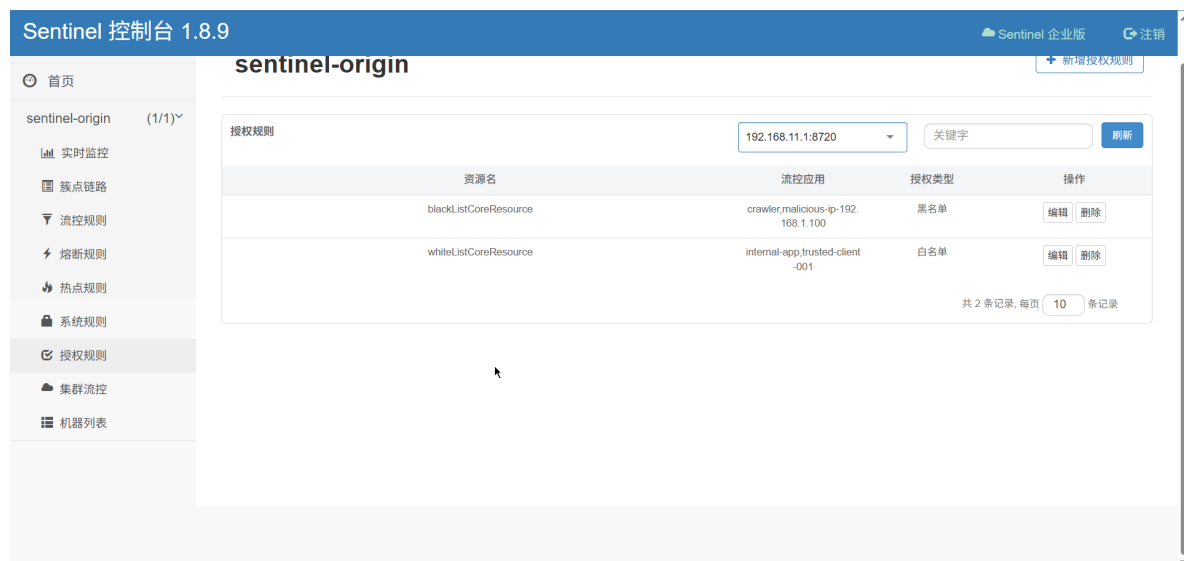 Sentinel 控制台 1.8.9
Sentinel 企业版
注销
sentinel-origin
新增授权规则
首页
sentinel-origin (1/1)
实时监控
簇点链路
流控规则
熔断规则
热点规则
系统规则
授权规则
集群流控
机器列表
授权规则
192.168.11.1:8720
关键字
刷新
资源名 流控应用 授权类型 操作
blackListCoreResource crawler,malicious-ip-192. 黑名单 编辑 删除
168.1.100
whiteListCoreResource internal-app,trusted-client 白名单 编辑 删除
-001
共 2 条记录, 每页 10 条记录